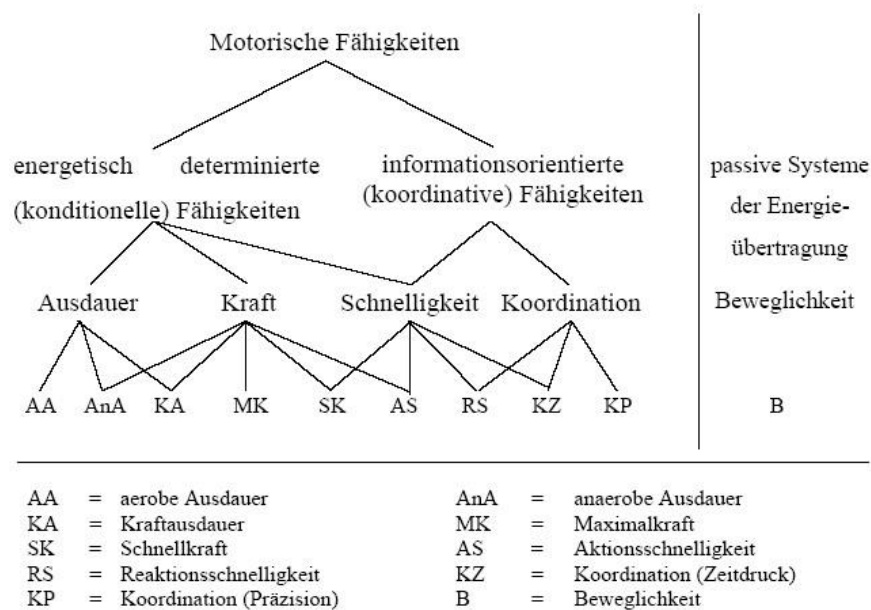 Motorische Fähigkeiten
energetisch determinierte
(konditionelle) Fähigkeiten
informationsorientierte
(koordinative) Fähigkeiten
passive Systeme
der Energie-
übertragung
Ausdauer Kraft Schnelligkeit Koordination Beweglichkeit
AA AnA KA MK SK AS RS KZ KP B
AA = aerobe Ausdauer AnA = anaerobe Ausdauer
KA = Kraftausdauer MK = Maximalkraft
SK = Schnellkraft AS = Aktionsschnelligkeit
RS = Reaktionsschnelligkeit KZ = Koordination (Zeitdruck)
KP = Koordination (Präzision) B = Beweglichkeit